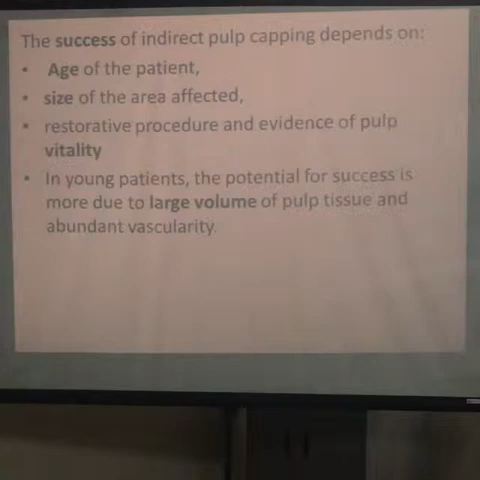 The success of indirect pulp capping depends on:
• Age of the patient,
• size of the area affected,
• restorative procedure and evidence of pulp
vitality
• In young patients, the potential for success is
more due to large volume of pulp tissue and
abundant vascularity.